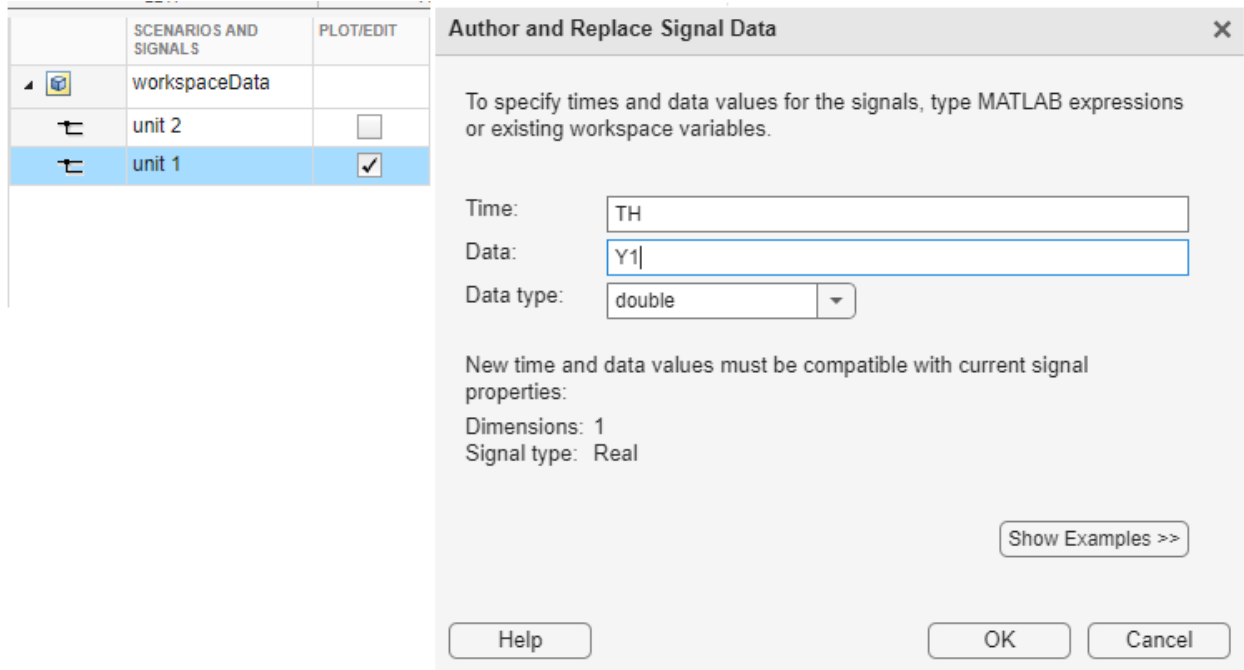 SCENARIOS AND SIGNALS
PLOT/EDIT
workspaceData
unit 2
unit 1
Author and Replace Signal Data
To specify times and data values for the signals, type MATLAB expressions
or existing workspace variables.
Time: TH
Data: Y1
Data type: double
New time and data values must be compatible with current signal
properties:
Dimensions: 1
Signal type: Real
Show Examples >>
Help
OK
Cancel